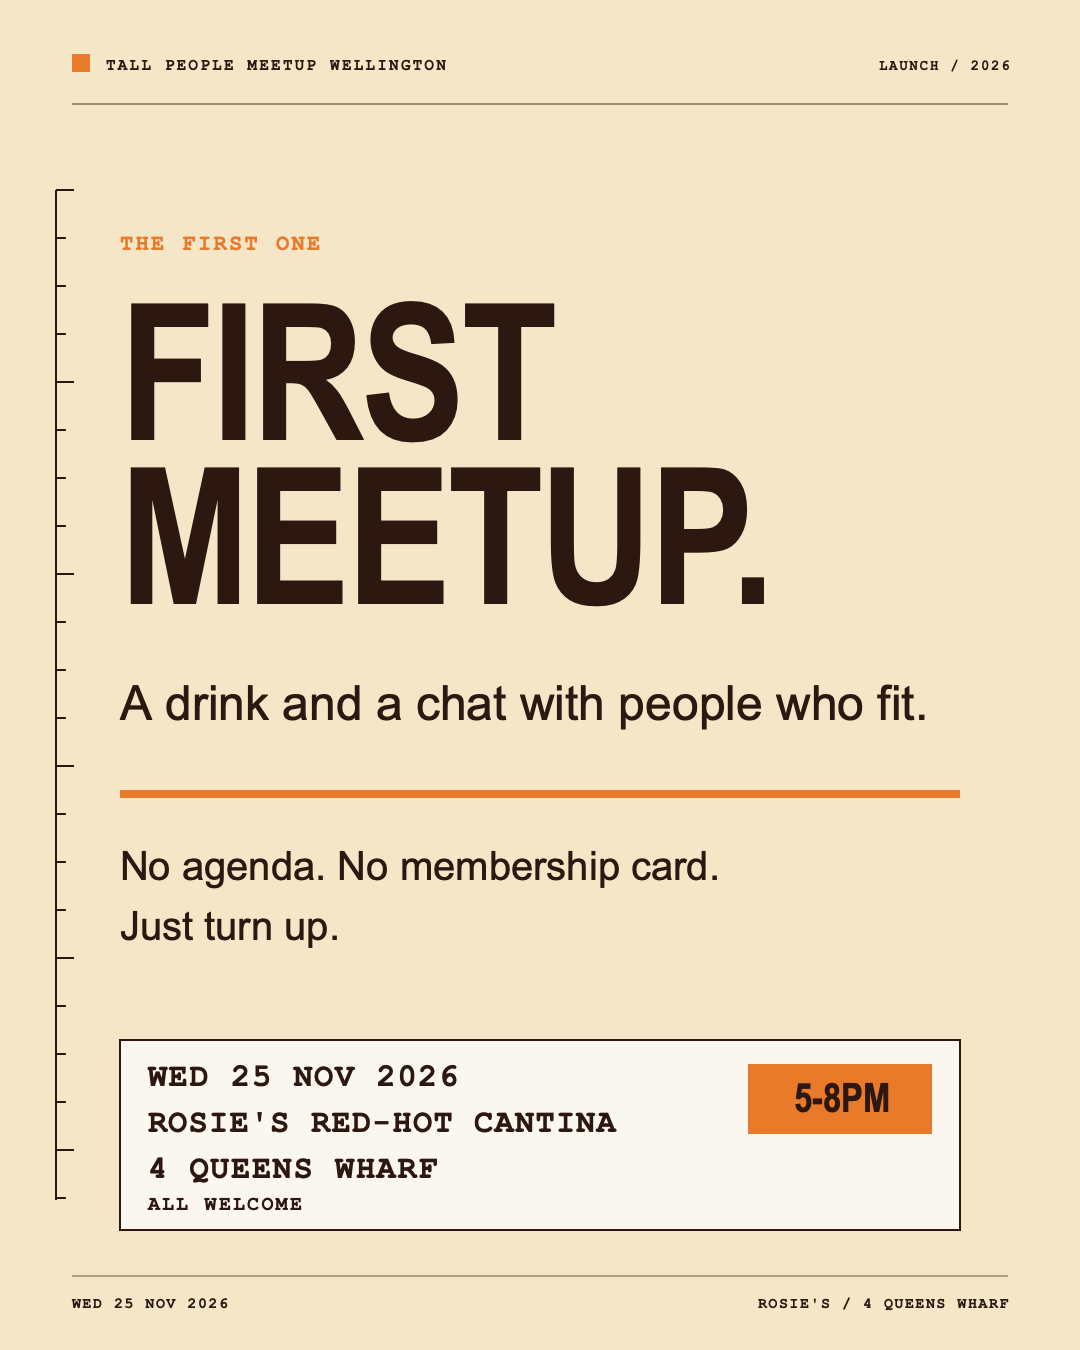 TALL PEOPLE MEETUP WELLINGTON
LAUNCH / 2026
THE FIRST ONE
FIRST
MEETUP.
A drink and a chat with people who fit.
No agenda. No membership card.
Just turn up.
WED 25 NOV 2026
ROSIE'S RED-HOT CANTINA
4 QUEENS WHARF
ALL WELCOME
5-8PM
WED 25 NOV 2026
ROSIE'S / 4 QUEENS WHARF